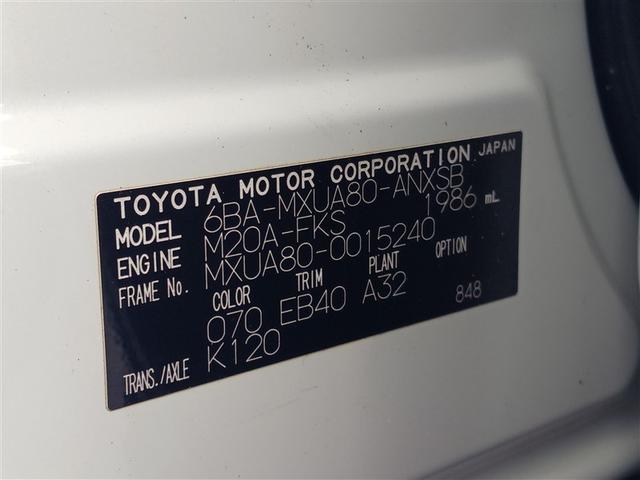 TOYOTA MOTOR CORPORATION JAPAN
MODEL 6BA-MXUA80-ANXSB
ENGINE M20A-FKS 1986 mL
FRAME No. MXUA80-0015240
COLOR TRIM PLANT OPTION
070 EB40 A32 848
TRANS./AXLE K120